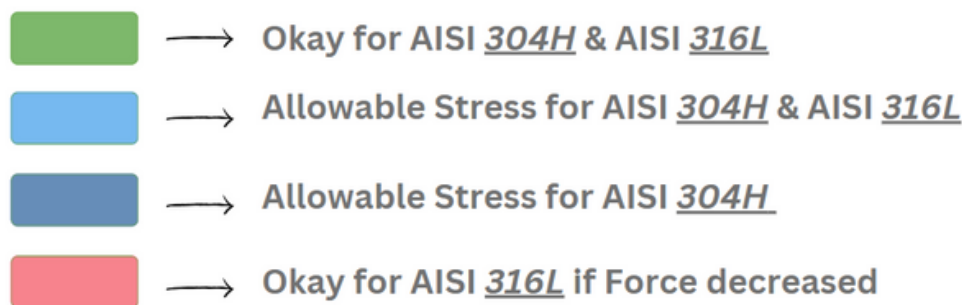 Okay for AISI 304H & AISI 316L
Allowable Stress for AISI 304H & AISI 316L
Allowable Stress for AISI 304H
Okay for AISI 316L if Force decreased